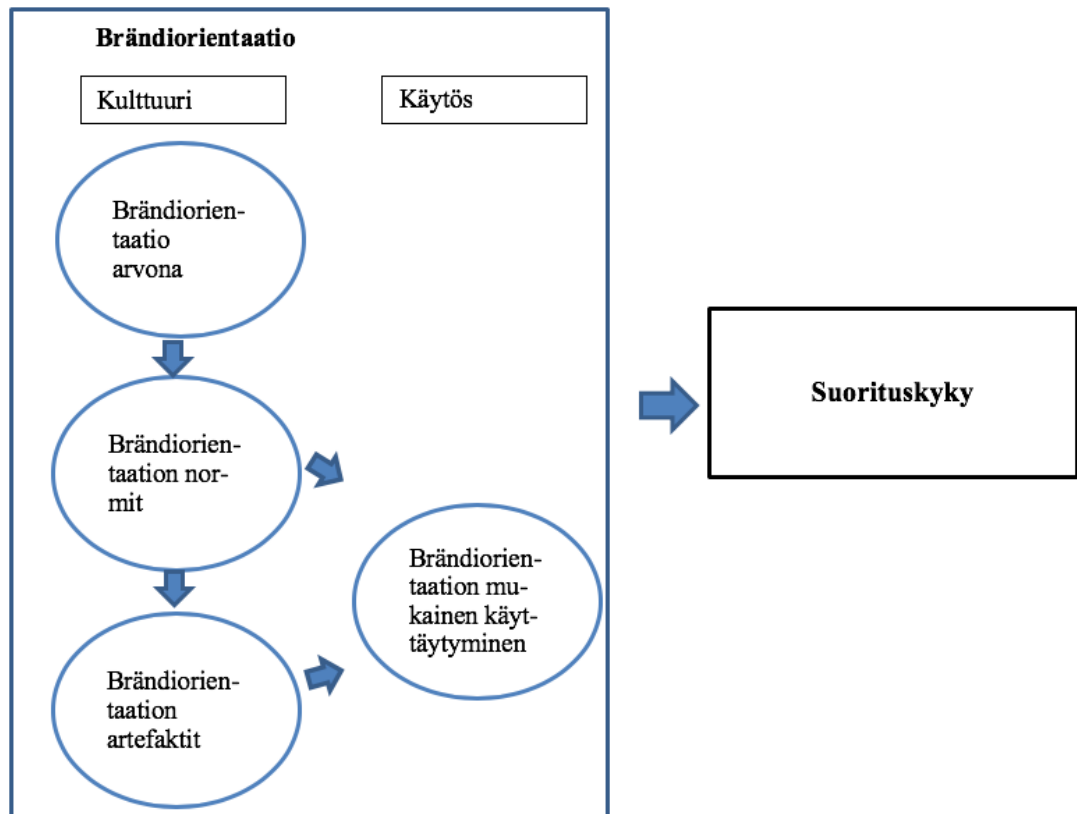 Brändiorientaatio
Kulttuuri
Käytös
Brändiorien-
taatio
arvona
Brändiorien-
taation nor-
mit
Brändiorien-
taation mu-
kainen käyt-
täytyminen
Brändiorien-
taation
artefaktit
Suorituskyky